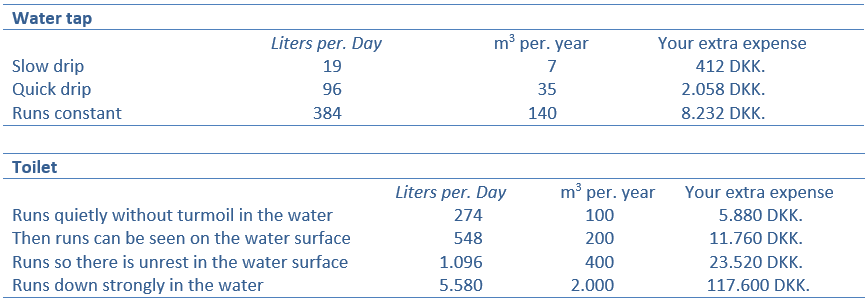 Water tap
Liters per. Day m³ per. year Your extra expense
Slow drip 19 7 412 DKK.
Quick drip 96 35 2.058 DKK.
Runs constant 384 140 8.232 DKK.
Toilet
Liters per. Day m³ per. year Your extra expense
Runs quietly without turmoil in the water 274 100 5.880 DKK.
Then runs can be seen on the water surface 548 200 11.760 DKK.
Runs so there is unrest in the water surface 1.096 400 23.520 DKK.
Runs down strongly in the water 5.580 2.000 117.600 DKK.